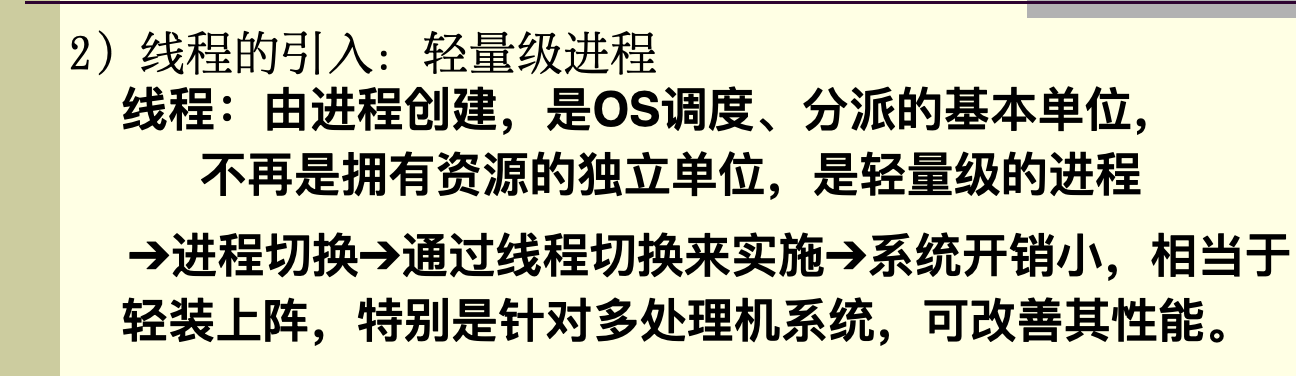 2）线程的引入：轻量级进程
线程：由进程创建，是OS调度、分派的基本单位，
不再是拥有资源的独立单位，是轻量级的进程
➔进程切换➔通过线程切换来实施➔系统开销小，相当于
轻装上阵，特别是针对多处理机系统，可改善其性能。